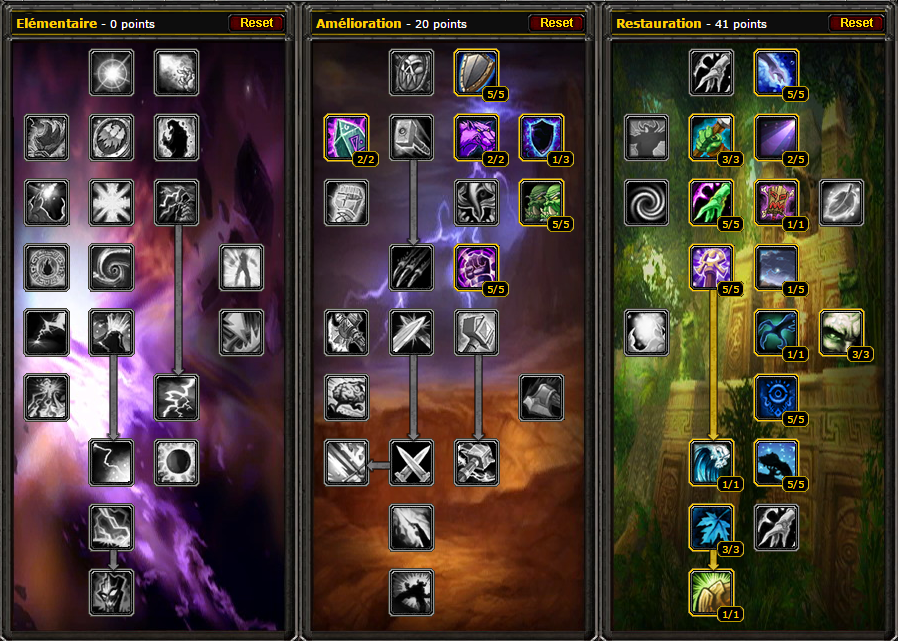 Elémentaire - 0 points Reset
Amélioration - 20 points Reset
Restauration - 41 points Reset
5/5 5/5
2/2 2/2 1/3 3/3 2/5
5/5 5/5 1/1
5/5 5/5 1/5
1/1 3/3
5/5
1/1 5/5
3/3
1/1